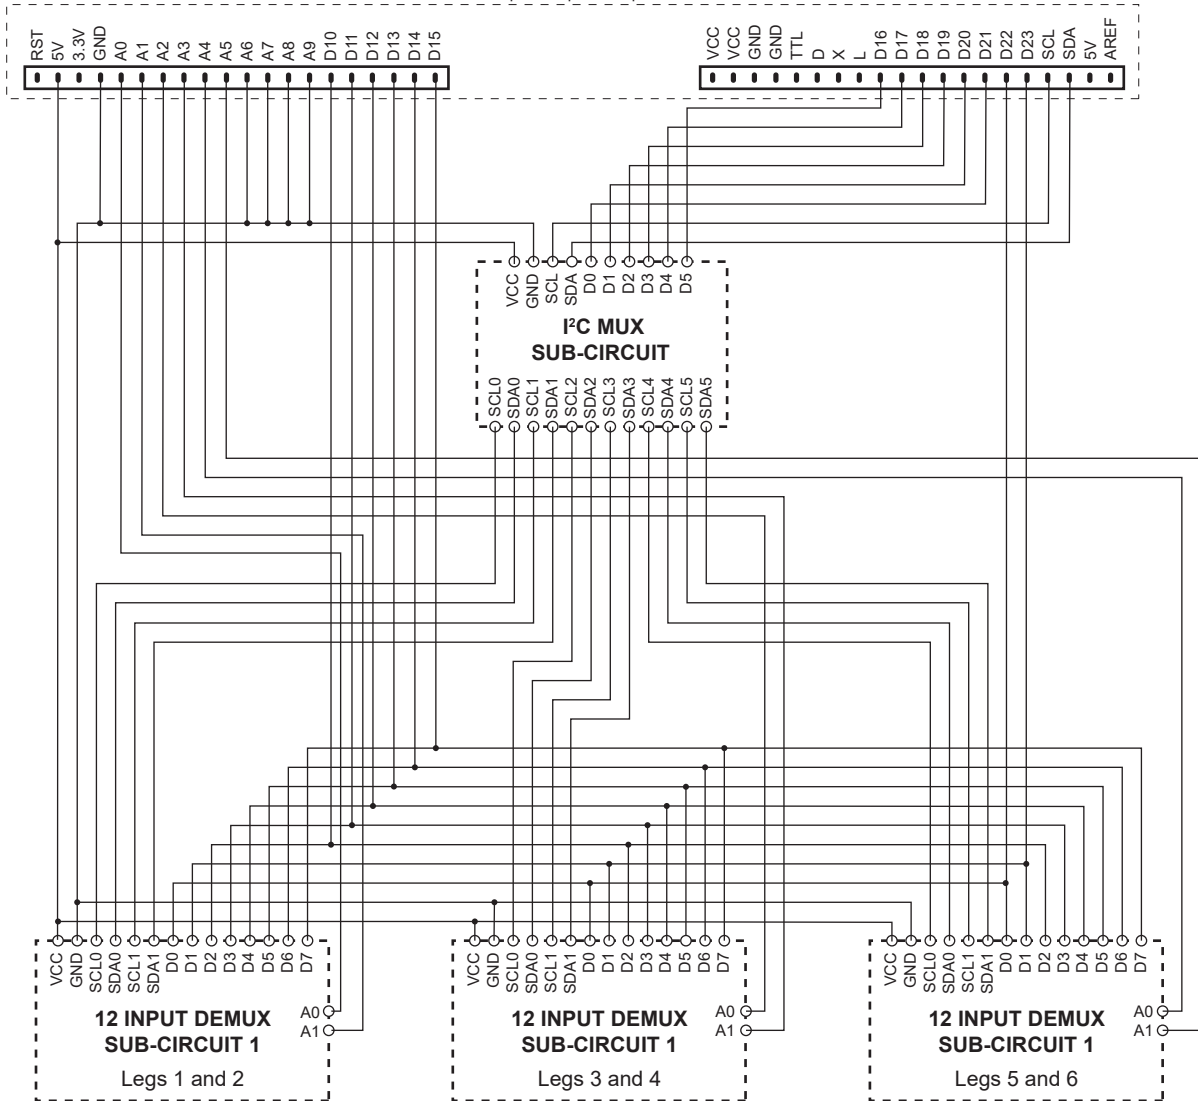 RST 5V 3.3V GND A0 A1 A2 A3 A4 A5 A6 A7 A8 A9 D10 D11 D12 D13 D14 D15
VCC VCC GND GND TTL D X L D16 D17 D18 D19 D20 D21 D22 D23 SCL SDA 5V AREF
VCC GND SCL SDA D0 D1 D2 D3 D4 D5
I²C MUX
SUB-CIRCUIT
SCL0 SDA0 SCL1 SDA1 SCL2 SDA2 SCL3 SDA3 SCL4 SDA4 SCL5 SDA5
VCC GND SCL0 SDA0 SCL1 SDA1 D0 D1 D2 D3 D4 D5 D6 D7
A0
A1
12 INPUT DEMUX
SUB-CIRCUIT 1
Legs 1 and 2
VCC GND SCL0 SDA0 SCL1 SDA1 D0 D1 D2 D3 D4 D5 D6 D7
A0
A1
12 INPUT DEMUX
SUB-CIRCUIT 1
Legs 3 and 4
VCC GND SCL0 SDA0 SCL1 SDA1 D0 D1 D2 D3 D4 D5 D6 D7
A0
A1
12 INPUT DEMUX
SUB-CIRCUIT 1
Legs 5 and 6